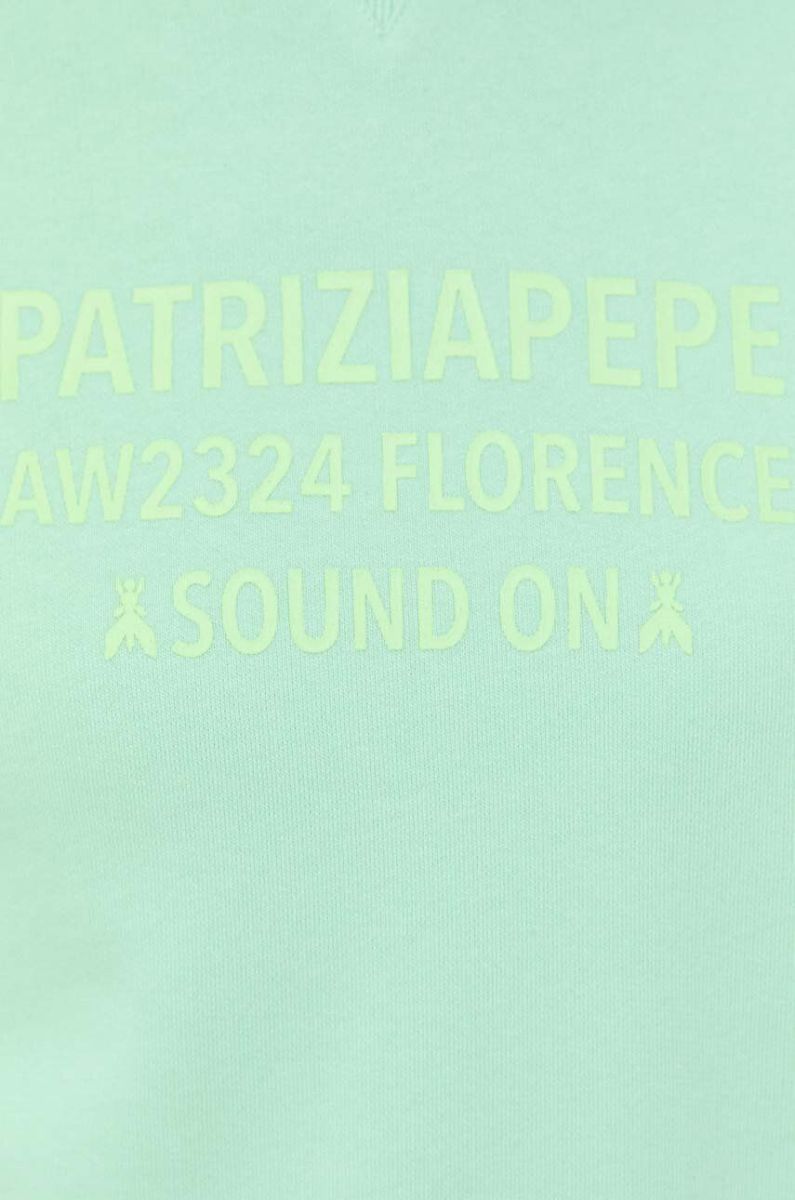 PATRIZIAPEPE
AW2324 FLORENCE
SOUND ON